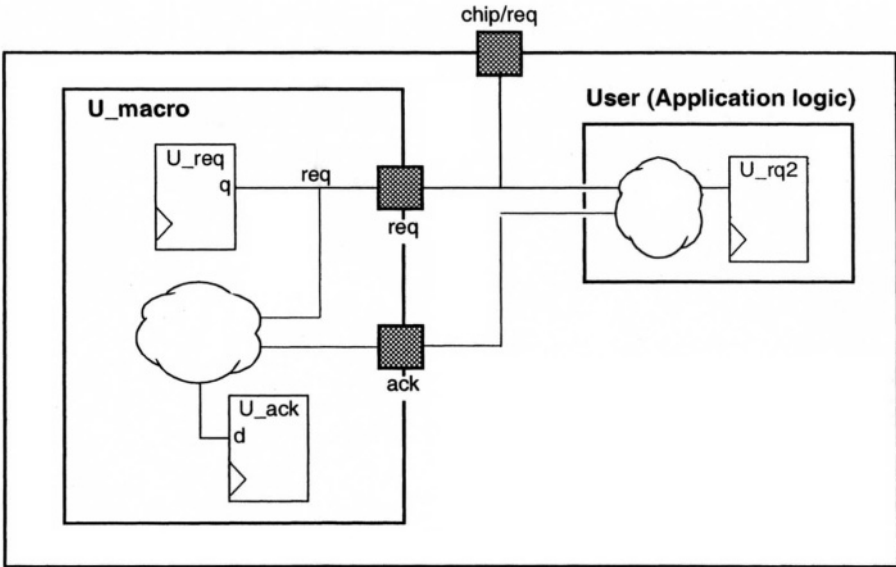 chip/req
User (Application logic)
U_macro
U_req
q
req
U_rq2
req
ack
U_ack
d